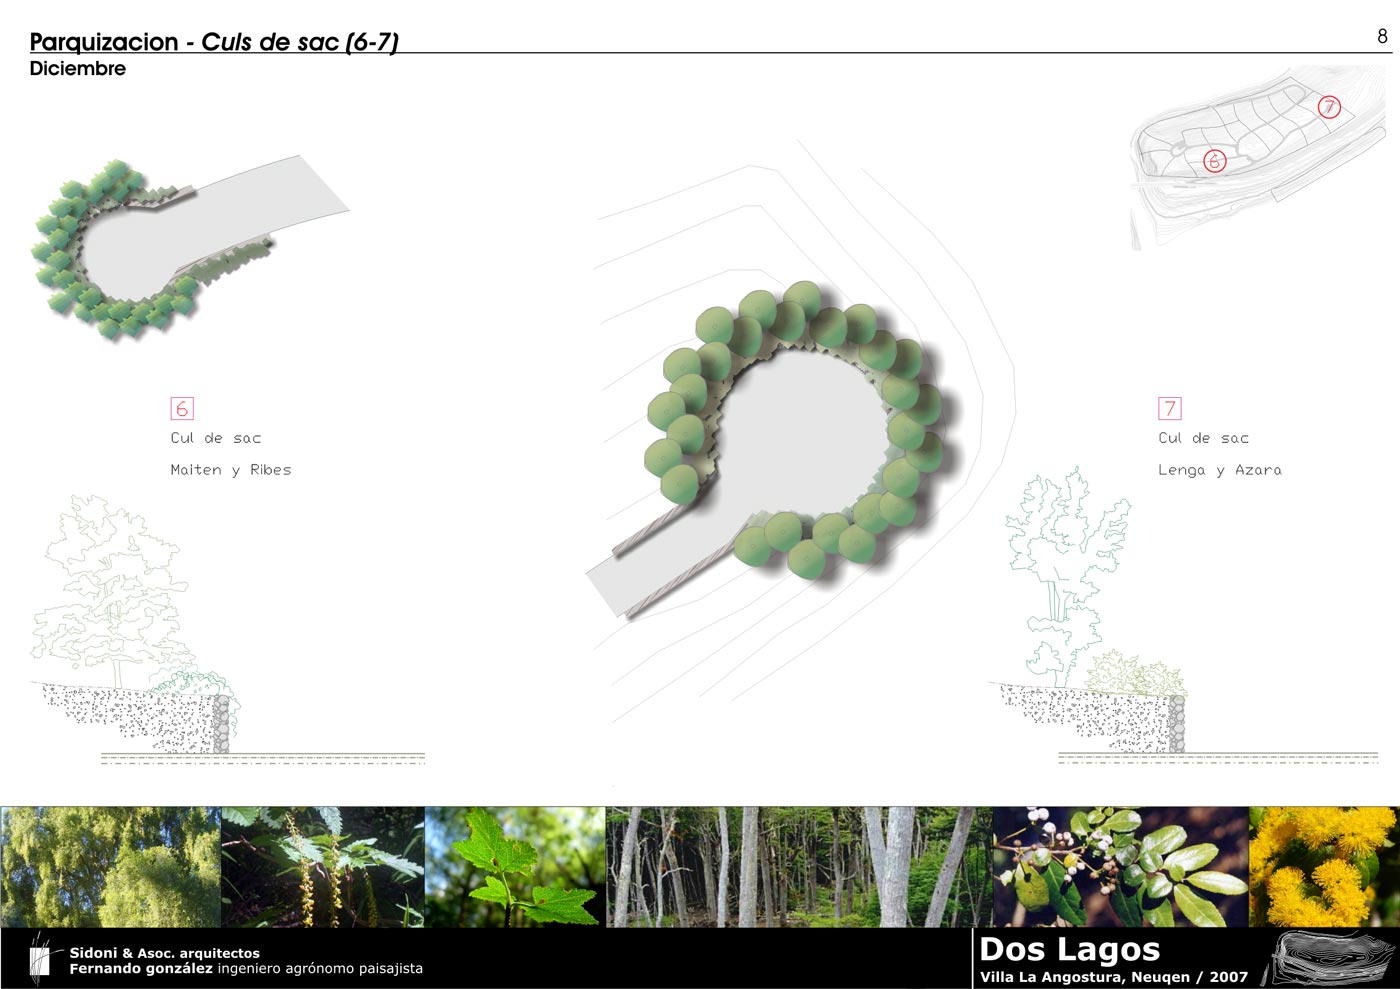 Parquizacion - Culs de sac (6-7)
8
Diciembre
7
6
6
Cul de sac
Maiten y Ribes
7
Cul de sac
Lenga y Azara
Sidoni & Asoc. arquitectos
Fernando gonzález ingeniero agrónomo paisajista
Dos Lagos
Villa La Angostura, Neuqen / 2007